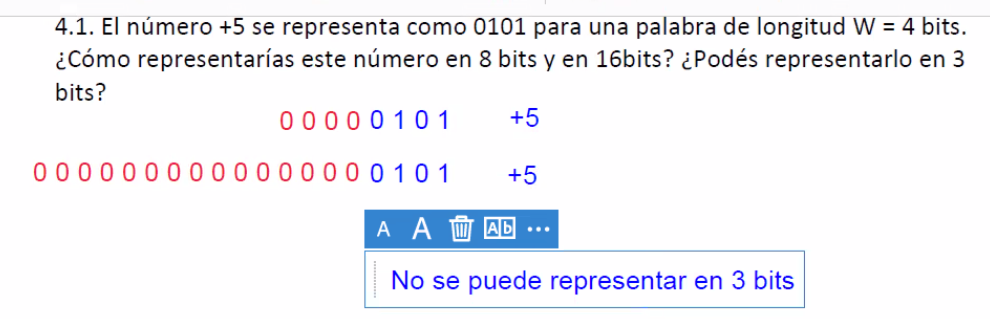 4.1. El número +5 se representa como 0101 para una palabra de longitud W = 4 bits.
¿Cómo representarías este número en 8 bits y en 16bits? ¿Podés representarlo en 3
bits?
0 0 0 0 0 1 0 1 +5
0 0 0 0 0 0 0 0 0 0 0 0 0 0 0 0 1 0 1 +5
A A Ab ...
No se puede representar en 3 bits